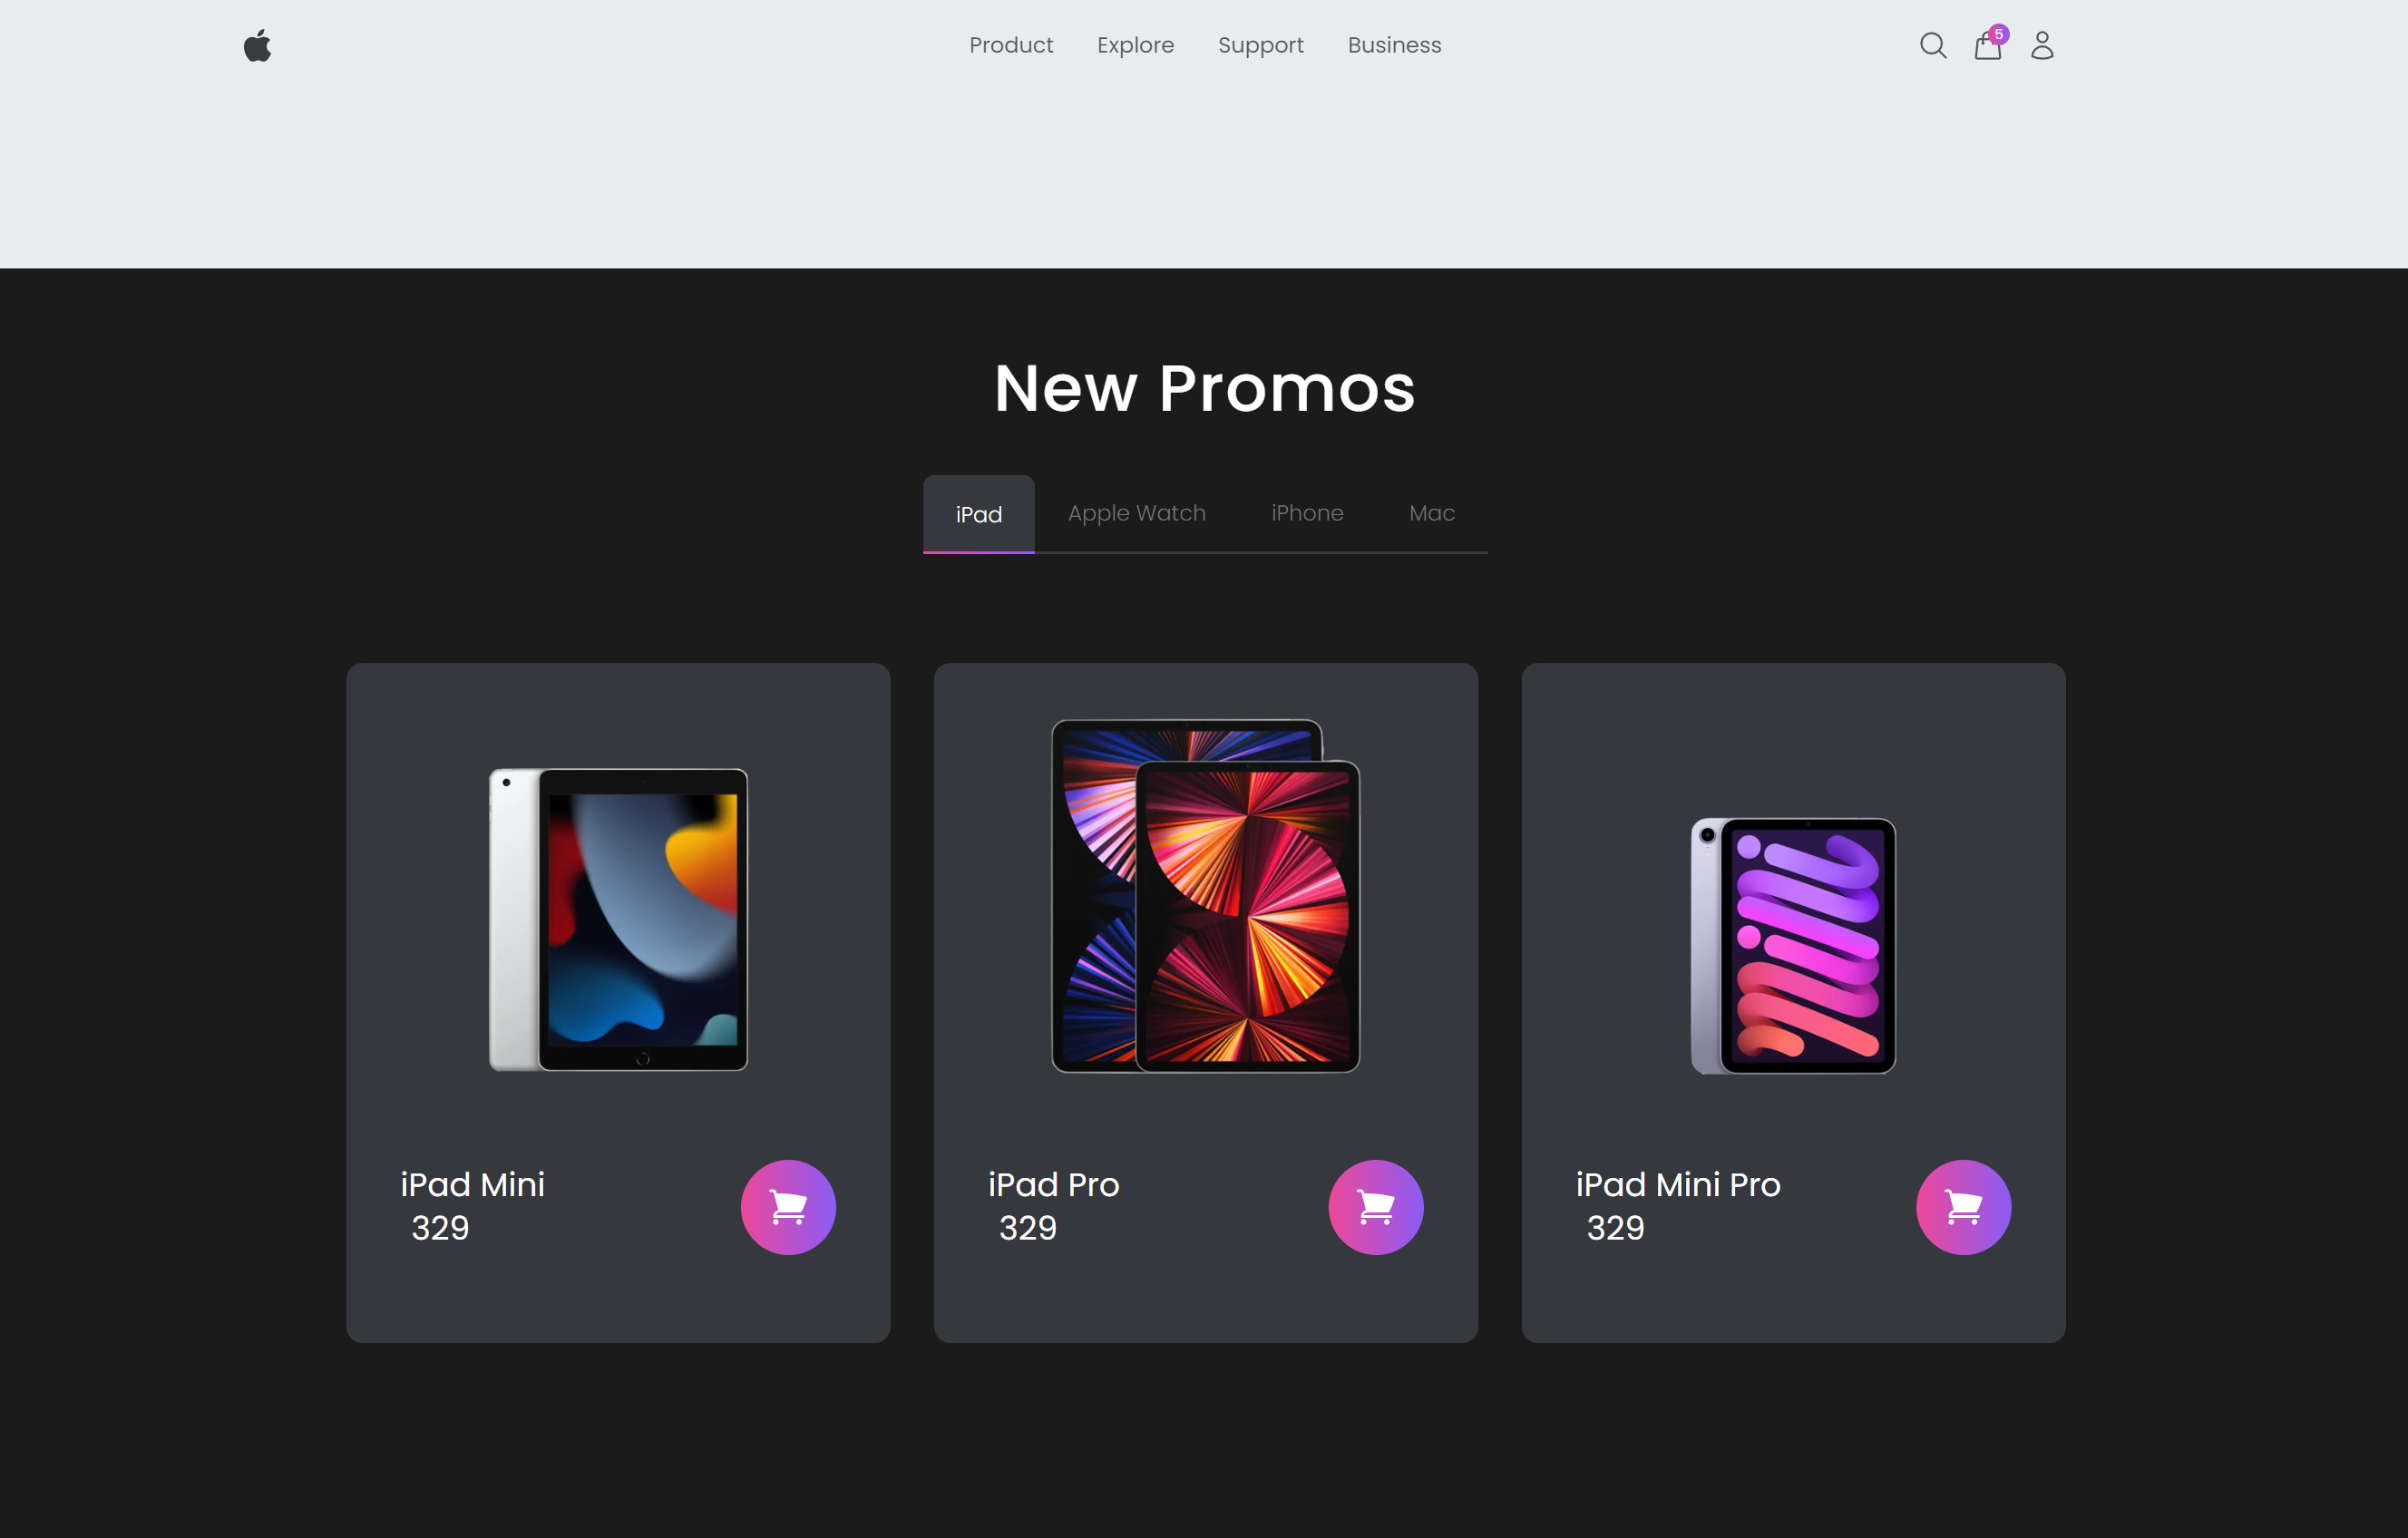 Product Explore Support Business
5
New Promos
iPad Apple Watch iPhone Mac
iPad Mini
329
iPad Pro
329
iPad Mini Pro
329